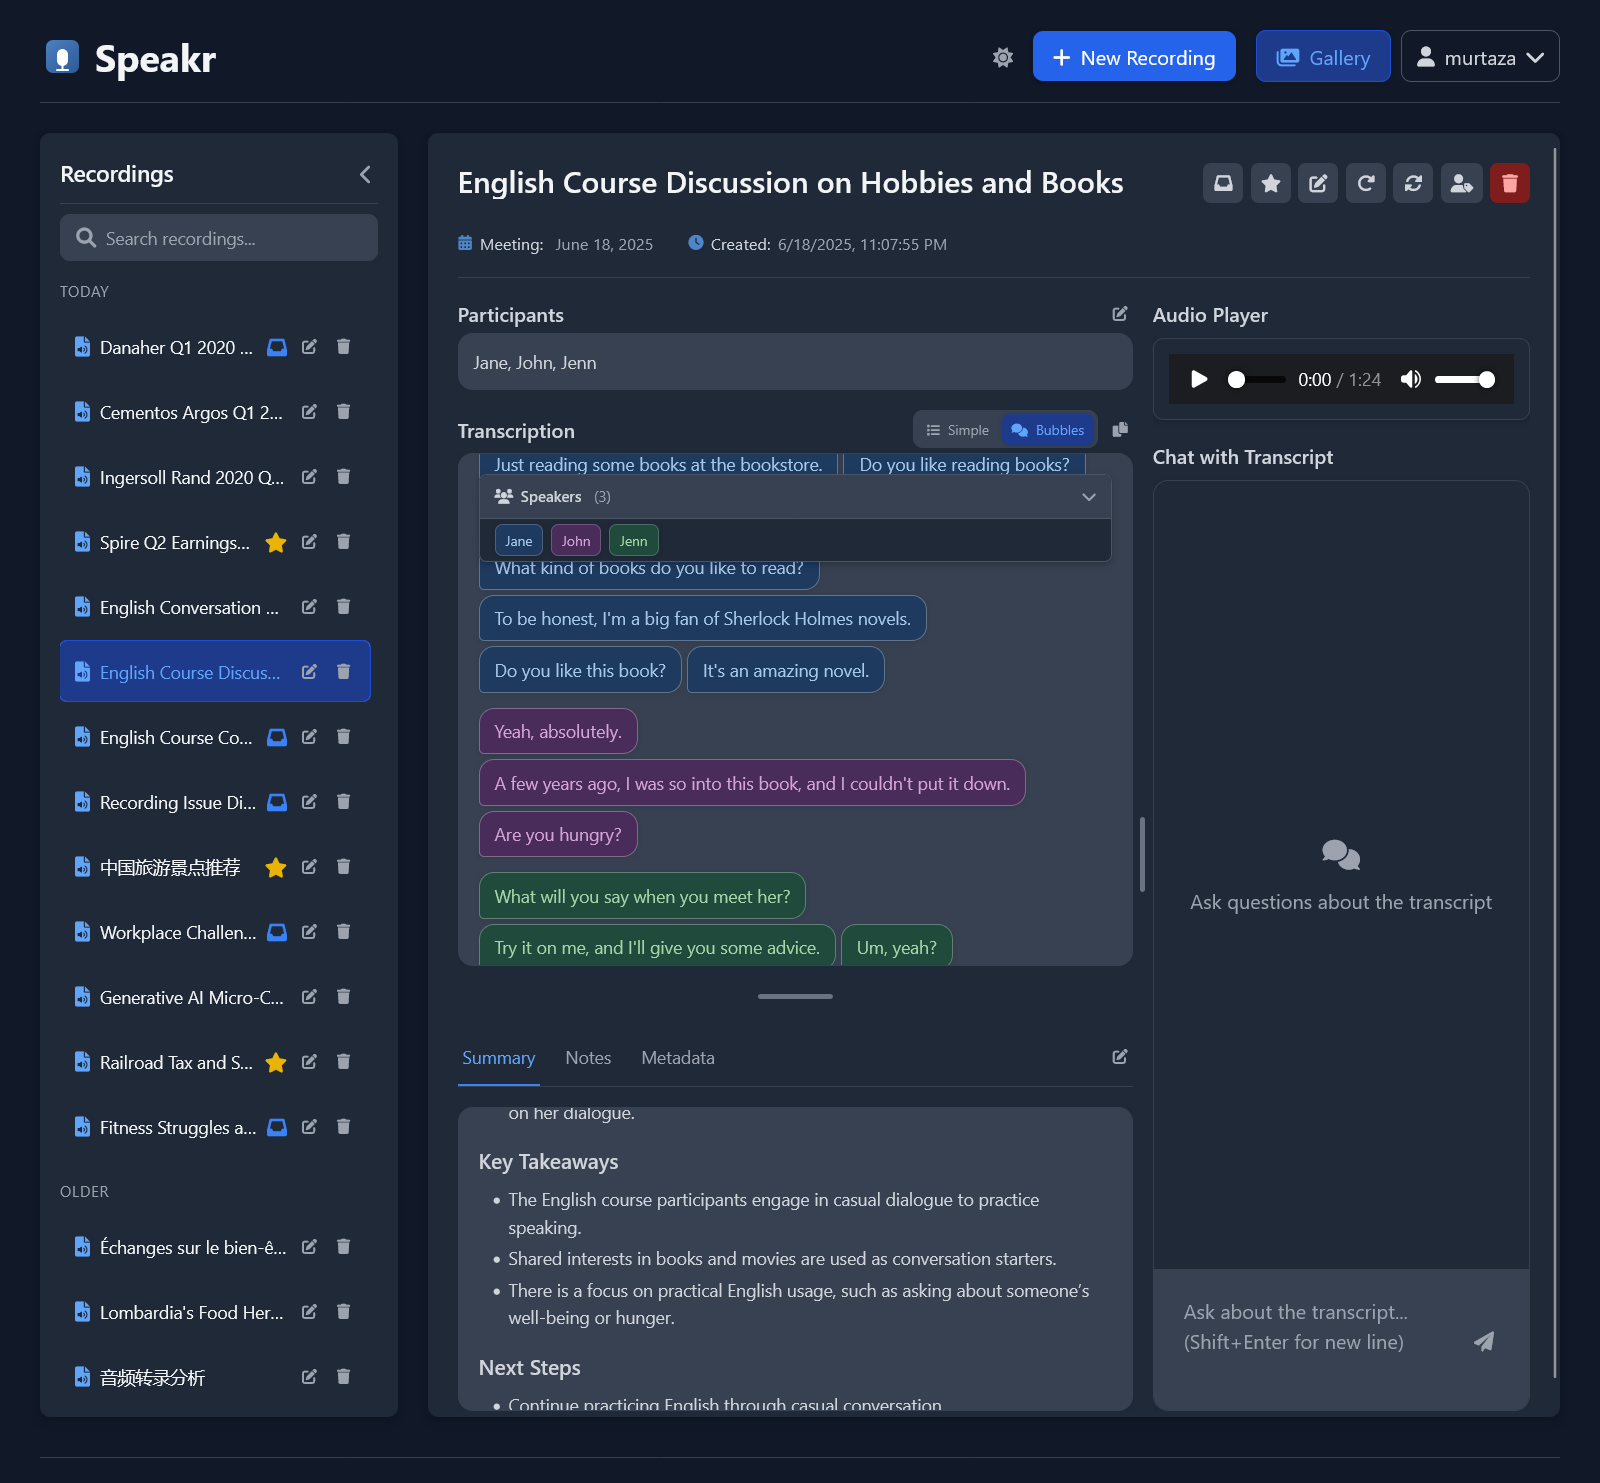 Speakr
New Recording
Gallery
murtaza
Recordings
Search recordings...
TODAY
Danaher Q1 2020 ...
Cementos Argos Q1 2...
Ingersoll Rand 2020 Q...
Spire Q2 Earnings...
English Conversation ...
English Course Discus...
English Course Co...
Recording Issue Di...
中国旅游景点推荐
Workplace Challen...
Generative AI Micro-C...
Railroad Tax and S...
Fitness Struggles a...
OLDER
Échanges sur le bien-ê...
Lombardia's Food Her...
音频转录分析
English Course Discussion on Hobbies and Books
Meeting: June 18, 2025 Created: 6/18/2025, 11:07:55 PM
Participants
Jane, John, Jenn
Transcription
Simple Bubbles
Just reading some books at the bookstore. Do you like reading books?
Speakers (3)
Jane John Jenn
What kind of books do you like to read?
To be honest, I'm a big fan of Sherlock Holmes novels.
Do you like this book? It's an amazing novel.
Yeah, absolutely.
A few years ago, I was so into this book, and I couldn't put it down.
Are you hungry?
What will you say when you meet her?
Try it on me, and I'll give you some advice. Um, yeah?
Summary Notes Metadata
on her dialogue.
Key Takeaways
• The English course participants engage in casual dialogue to practice
speaking.
• Shared interests in books and movies are used as conversation starters.
• There is a focus on practical English usage, such as asking about someone’s
well-being or hunger.
Next Steps
• Continue practicing English through casual conversation
Audio Player
0:00 / 1:24
Chat with Transcript
Ask questions about the transcript
Ask about the transcript...
(Shift+Enter for new line)